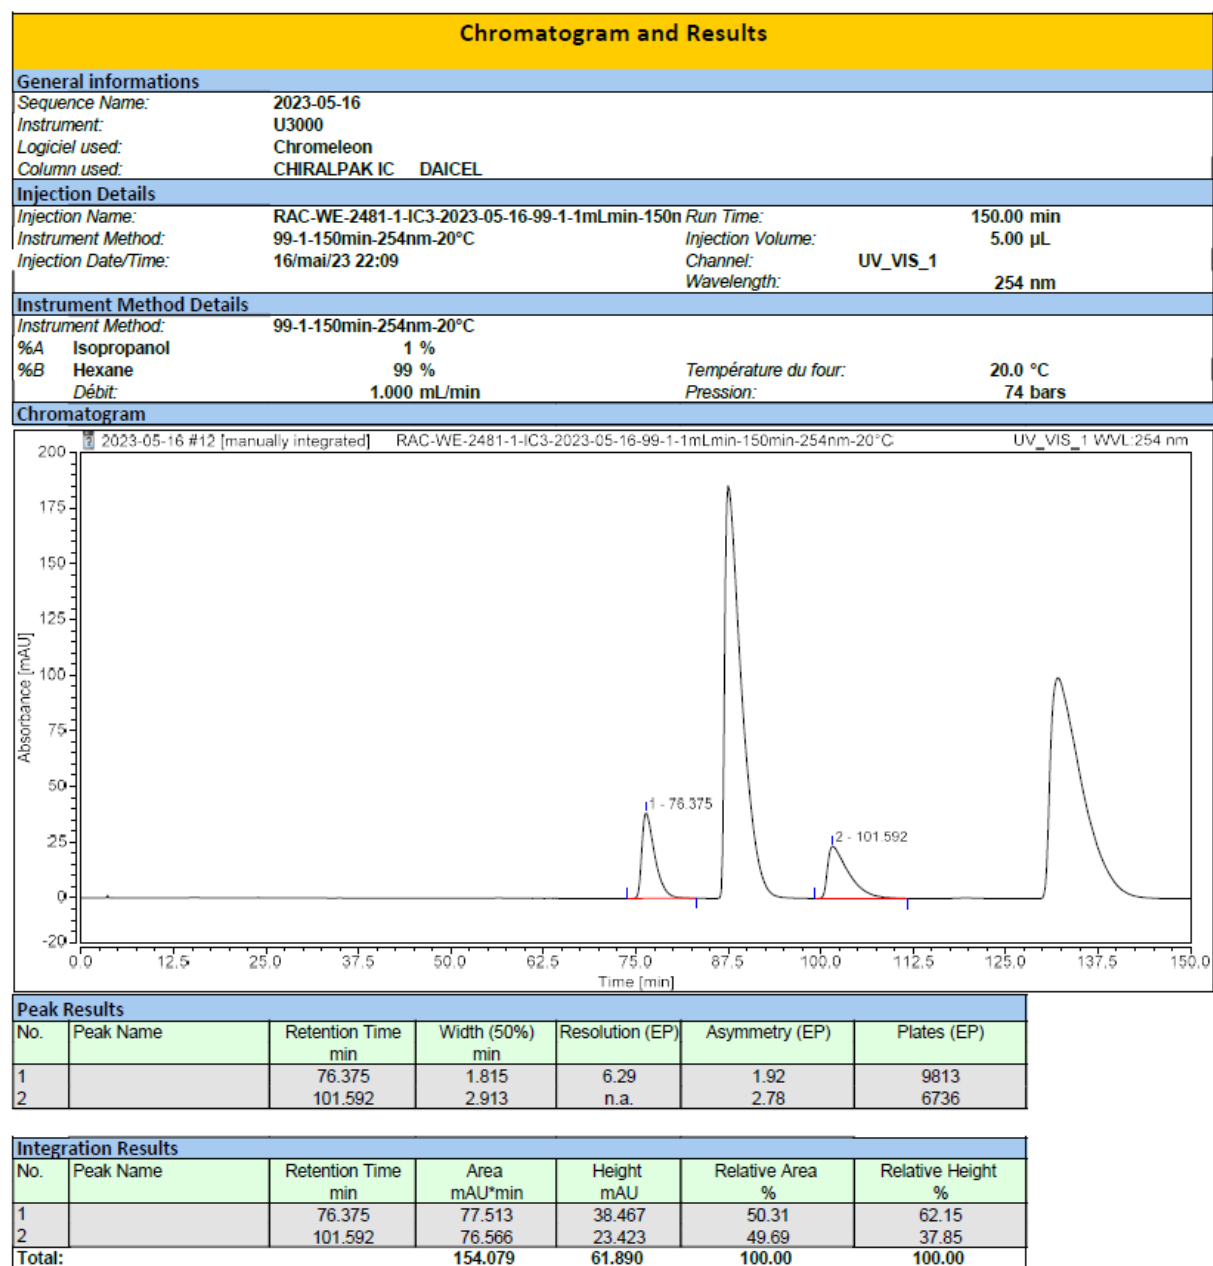 Chromatogram and Results
General informations
Sequence Name: 2023-05-16
Instrument: U3000
Logiciel used: Chromeleon
Column used: CHIRALPAK IC DAICEL
Injection Details
Injection Name: RAC-WE-2481-1-IC3-2023-05-16-99-1-1mLmin-150n Run Time: 150.00 min
Instrument Method: 99-1-150min-254nm-20°C Injection Volume: 5.00 µL
Injection Date/Time: 16/mai/23 22:09 Channel: UV_VIS_1
Wavelength: 254 nm
Instrument Method Details
Instrument Method: 99-1-150min-254nm-20°C
%A Isopropanol 1 %
%B Hexane 99 % Température du four: 20.0 °C
Débit: 1.000 mL/min Pression: 74 bars
Chromatogram
2023-05-16 #12 [manually integrated] RAC-WE-2481-1-IC3-2023-05-16-99-1-1mLmin-150min-254nm-20°C UV_VIS_1 WVL:254 nm
200
175
150
125
100
75
50
25
0
-20
Absorbance [mAU]
1 - 76.375
2 - 101.592
0.0 12.5 25.0 37.5 50.0 62.5 75.0 87.5 100.0 112.5 125.0 137.5 150.0
Time [min]
Peak Results
No. Peak Name Retention Time Width (50%) Resolution (EP) Asymmetry (EP) Plates (EP)
min min
1 76.375 1.815 6.29 1.92 9813
2 101.592 2.913 n.a. 2.78 6736
Integration Results
No. Peak Name Retention Time Area Height Relative Area Relative Height
min mAU*min mAU % %
1 76.375 77.513 38.467 50.31 62.15
2 101.592 76.566 23.423 49.69 37.85
Total: 154.079 61.890 100.00 100.00